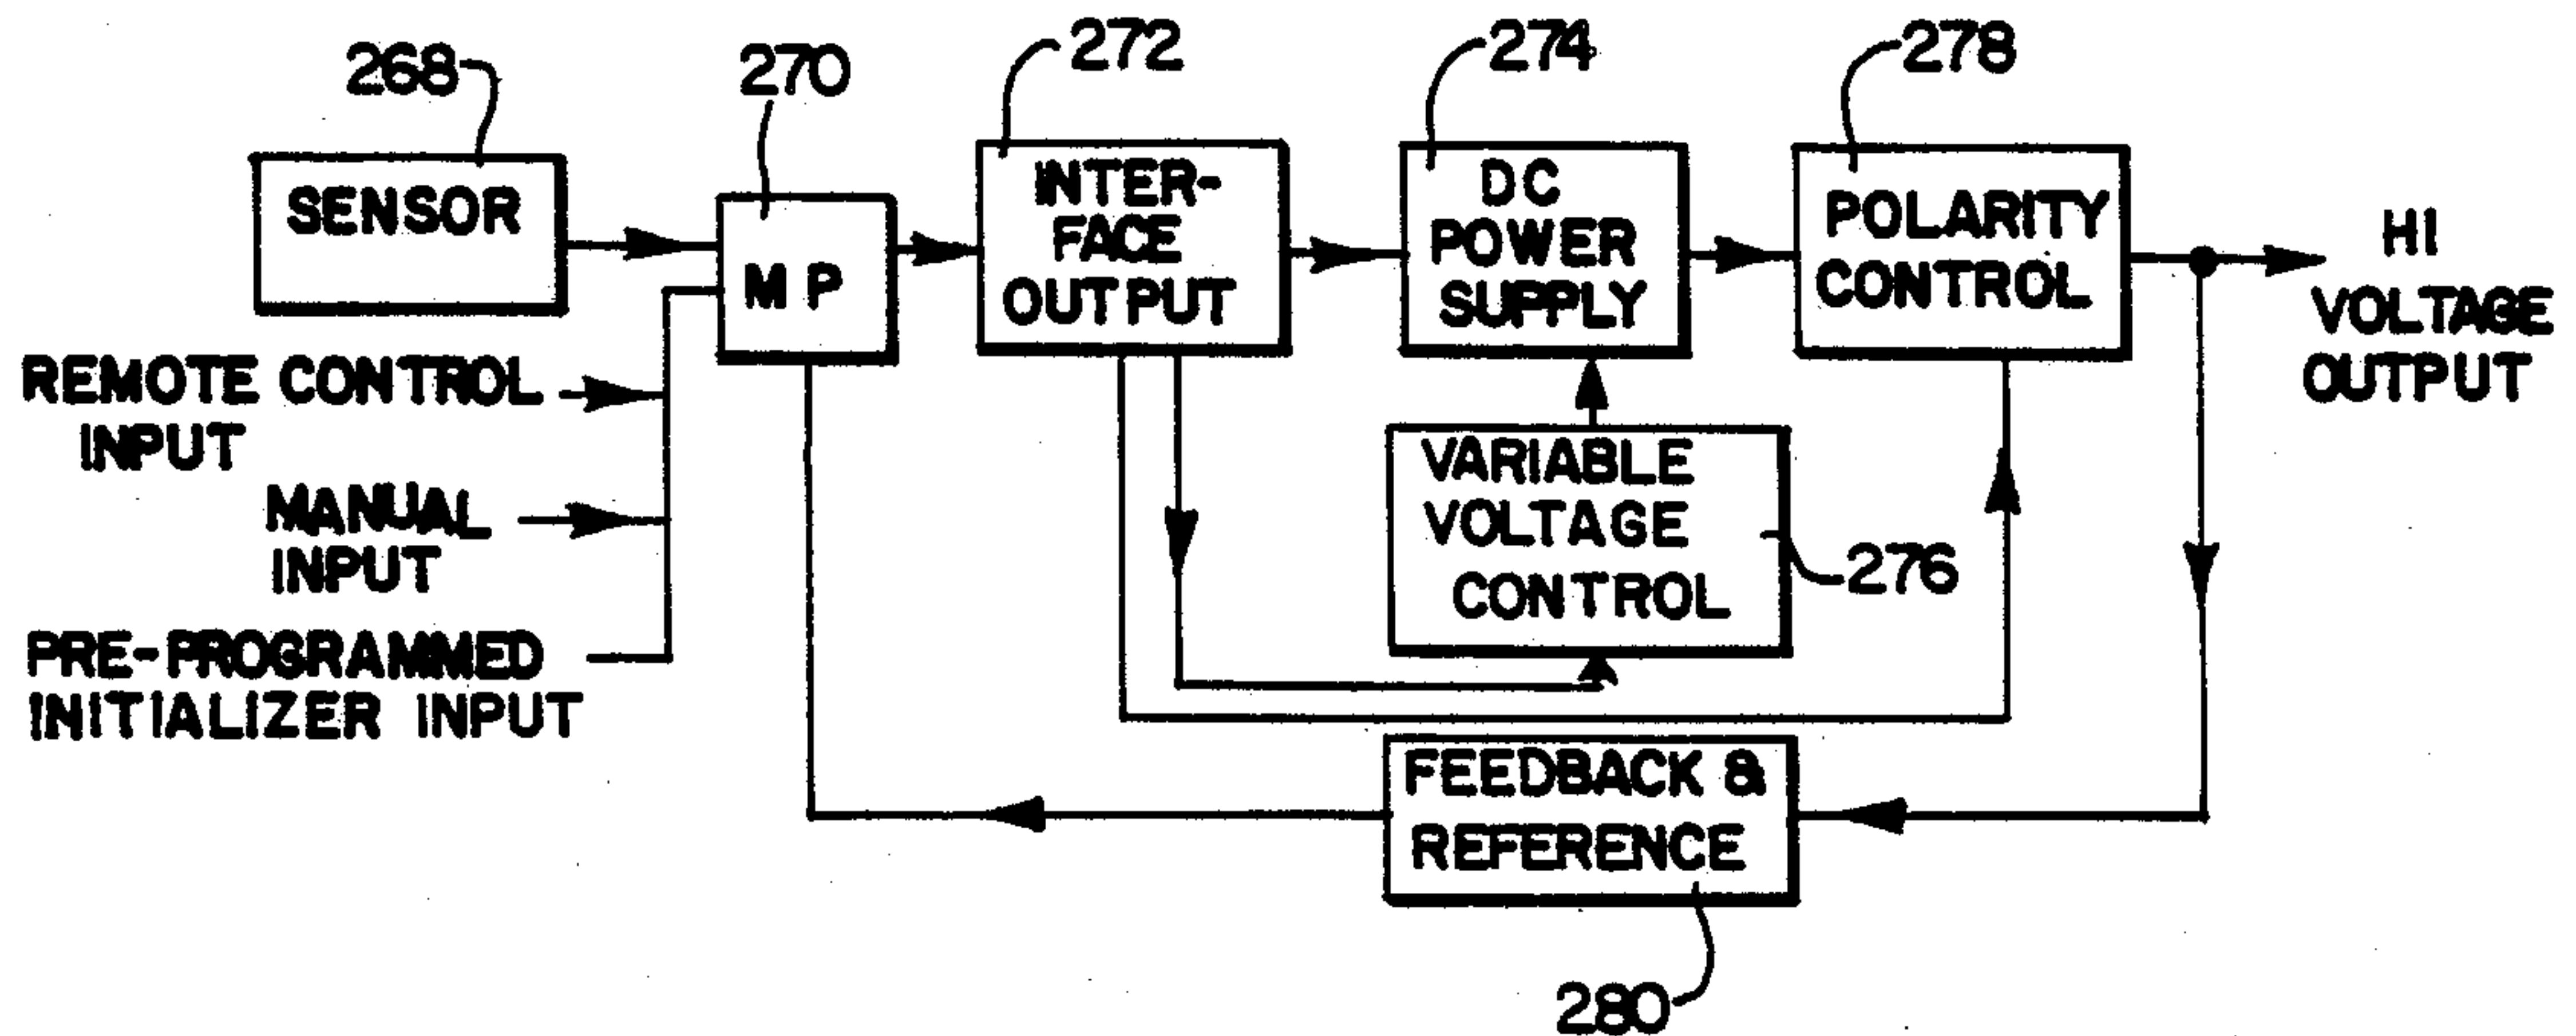 268
270
272
274
278
SENSOR
MP
INTER-
FACE
OUTPUT
DC
POWER
SUPPLY
POLARITY
CONTROL
HI
VOLTAGE
OUTPUT
REMOTE CONTROL
INPUT
MANUAL
INPUT
PRE-PROGRAMMED
INITIALIZER INPUT
VARIABLE
VOLTAGE
CONTROL
276
FEEDBACK &
REFERENCE
280